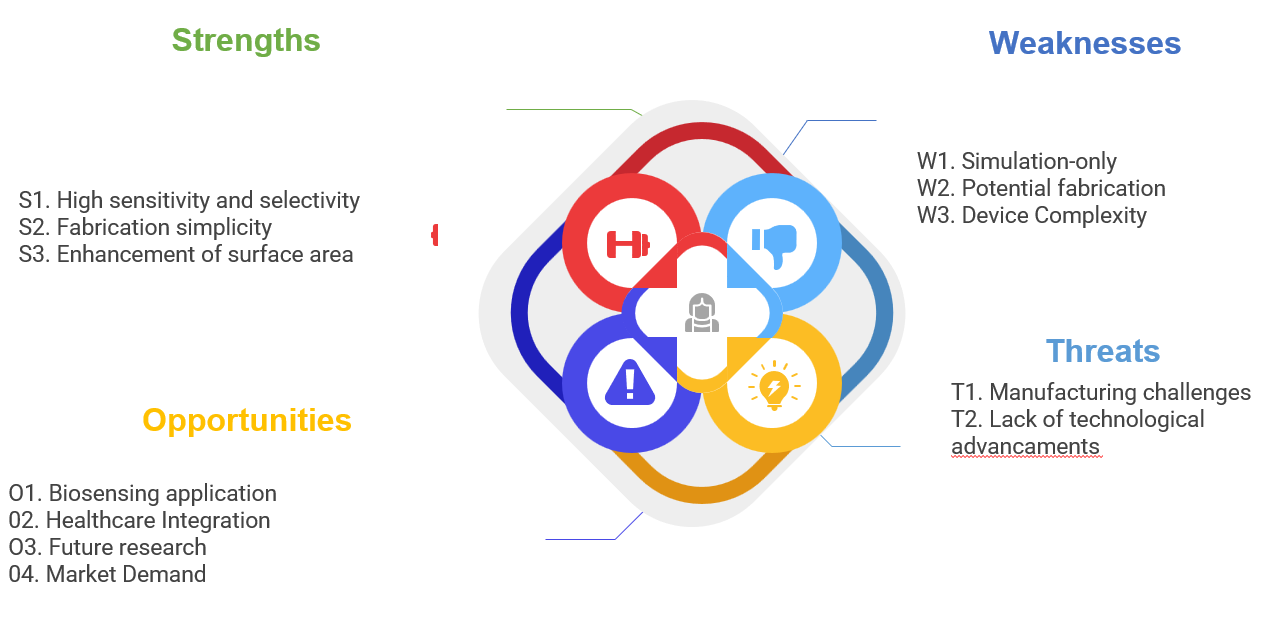 Strengths
S1. High sensitivity and selectivity
S2. Fabrication simplicity
S3. Enhancement of surface area
Weaknesses
W1. Simulation-only
W2. Potential fabrication
W3. Device Complexity
Opportunities
O1. Biosensing application
02. Healthcare Integration
O3. Future research
04. Market Demand
Threats
T1. Manufacturing challenges
T2. Lack of technological
advancaments